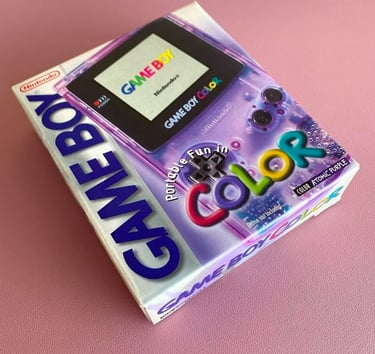 Nintendo
GAME BOY
GAME BOY
Nintendo
GAME BOY COLOR
Portable Fun in
COLOR
COLOR ATOMIC PURPLE
GAME BOY COLOR